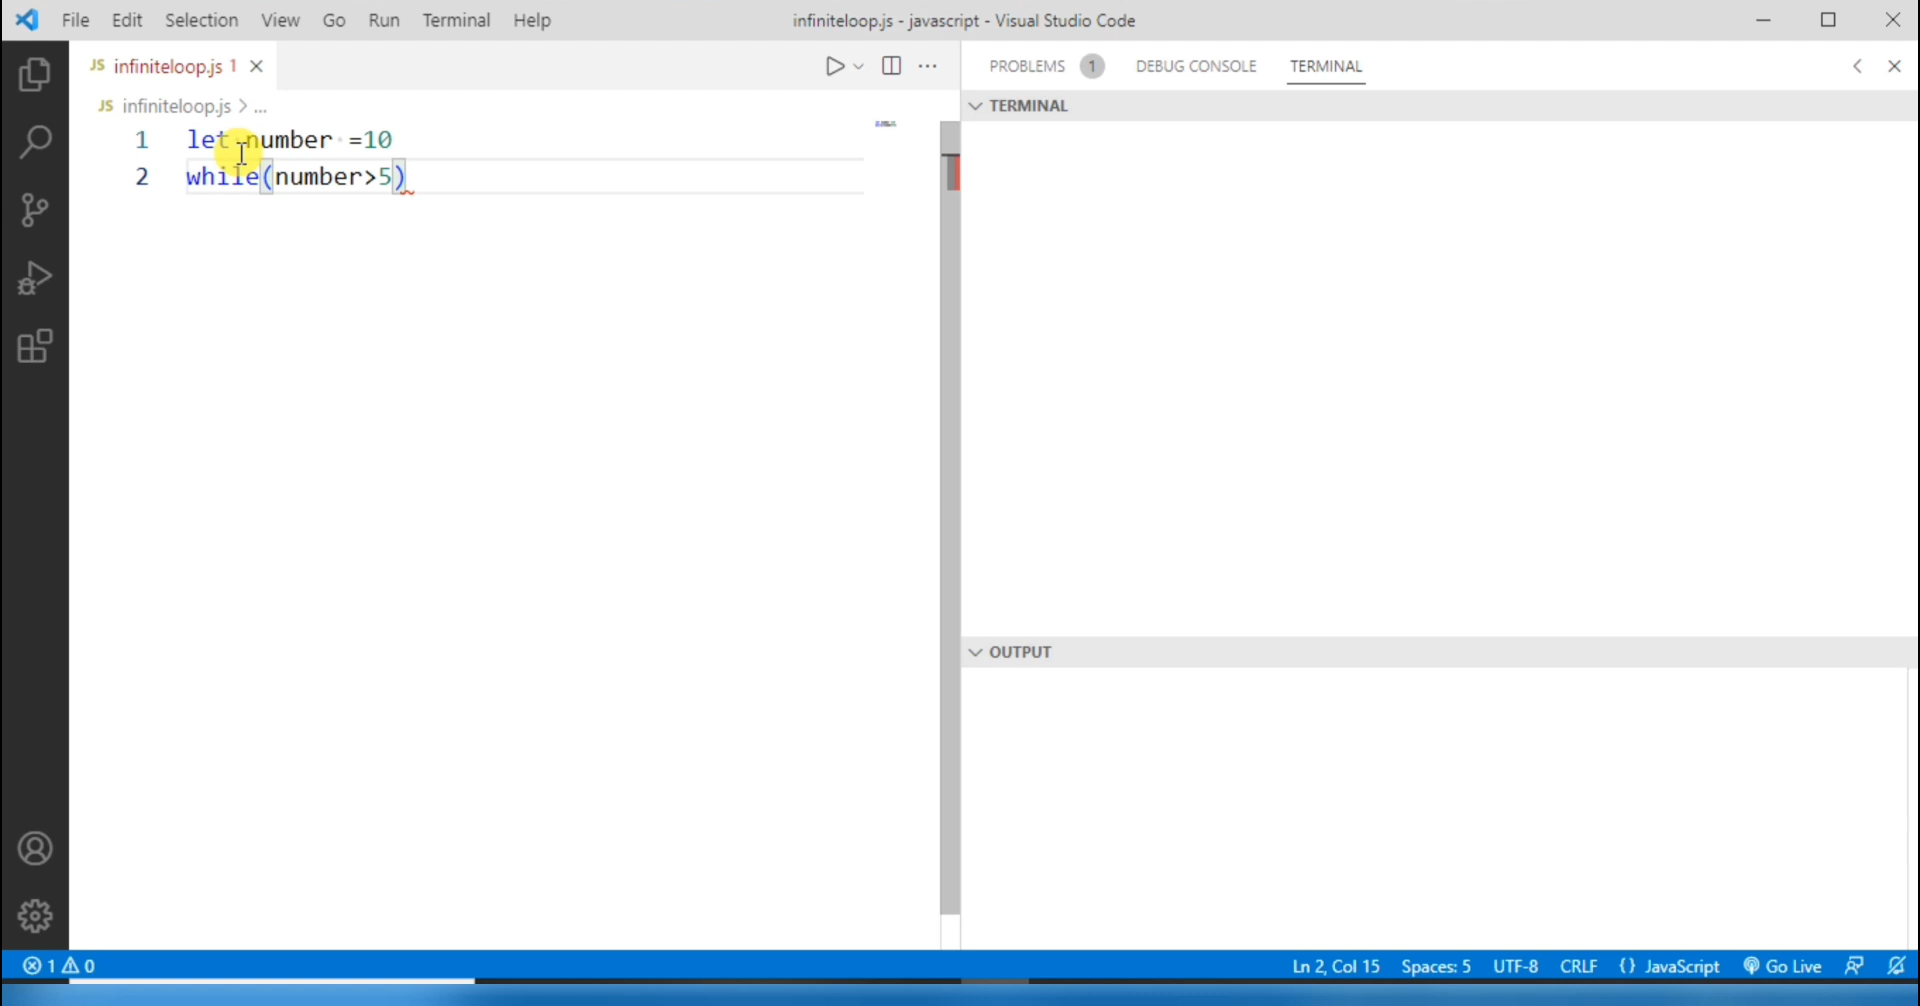 File Edit Selection View Go Run Terminal Help
infiniteloop.js - javascript - Visual Studio Code
JS infiniteloop.js 1
PROBLEMS 1 DEBUG CONSOLE TERMINAL
JS infiniteloop.js > ...
TERMINAL
1 let number =10
2 while(number>5)
OUTPUT
1 0
Ln 2, Col 15 Spaces: 5 UTF-8 CRLF {} JavaScript Go Live